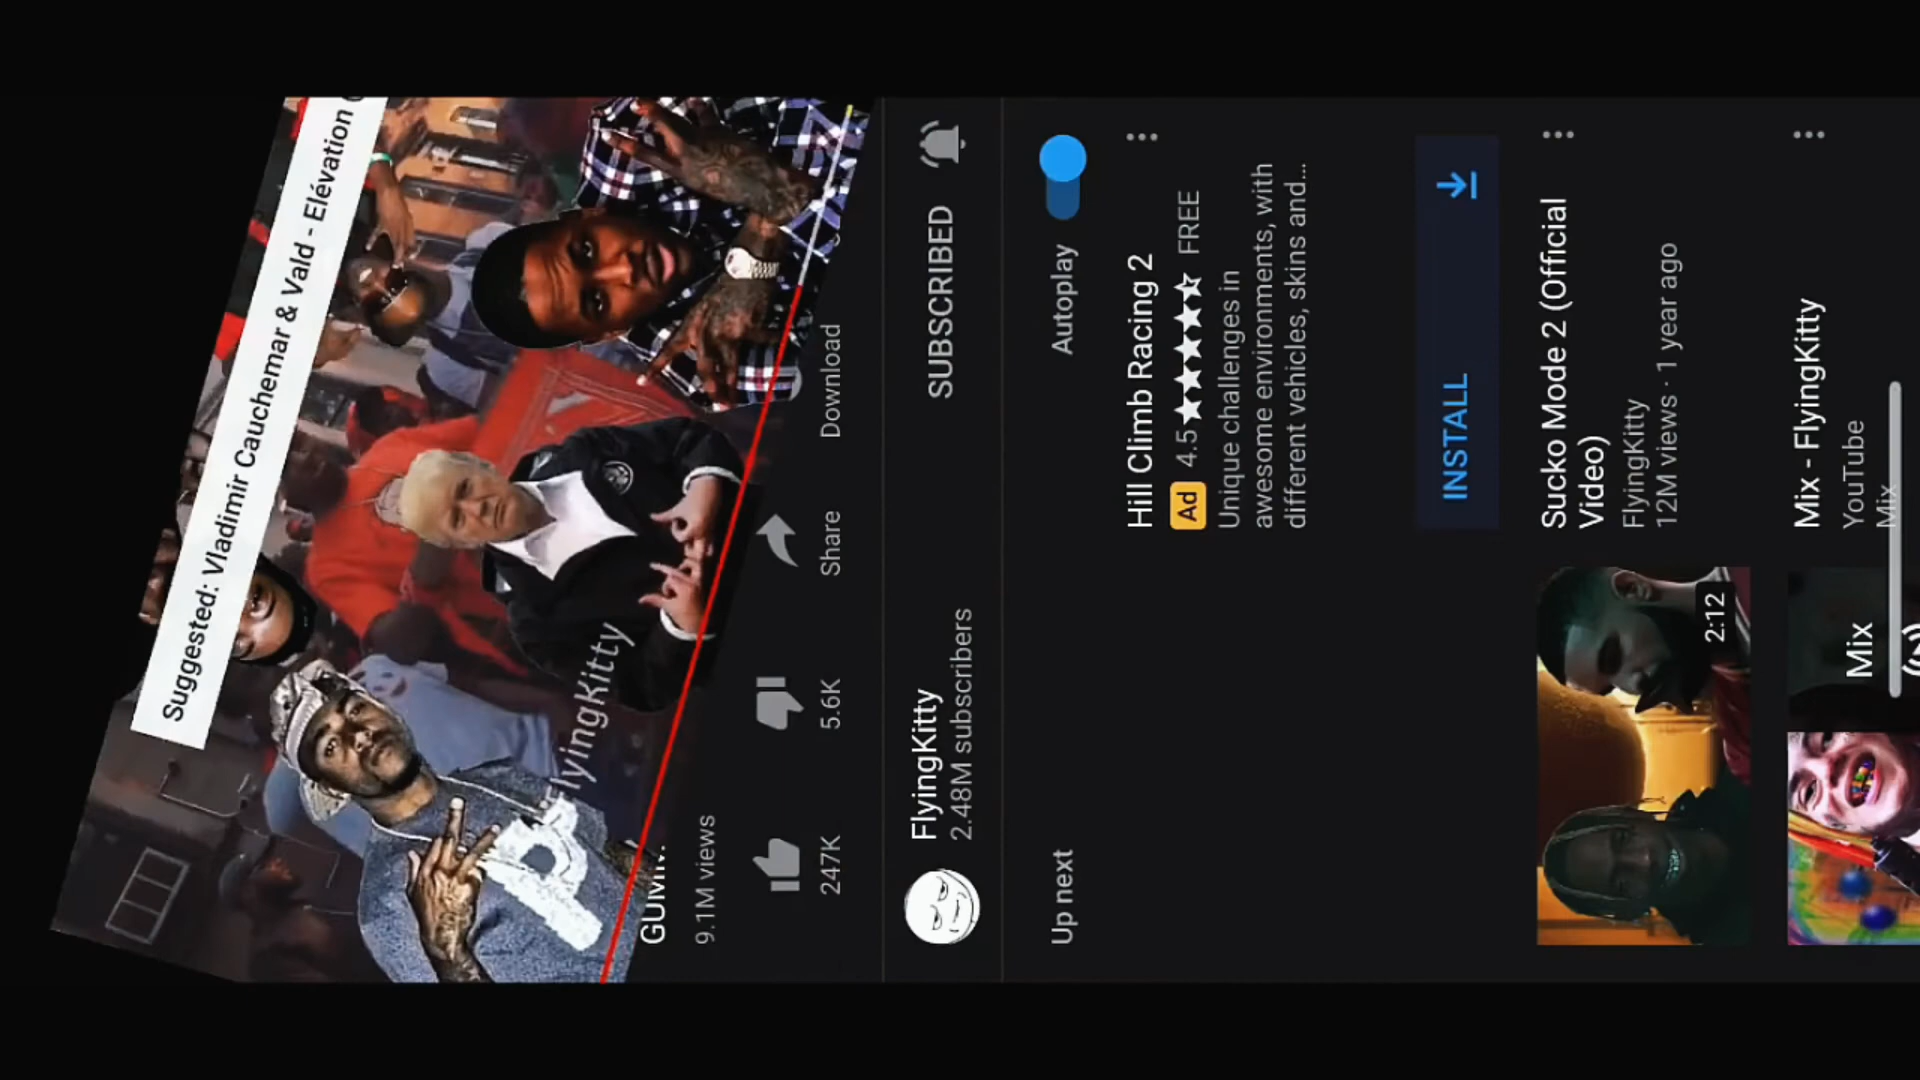 Suggested: Vladimir Cauchemar & Vald - Elévation
FlyingKitty
9.1M views
247K
5.6K
Share
Download
FlyingKitty
2.48M subscribers
SUBSCRIBED
Up next
Autoplay
Hill Climb Racing 2
Ad 4.5 ★★★★★ FREE
Unique challenges in
awesome environments, with
different vehicles, skins and...
INSTALL
2:12
Sucko Mode 2 (Official
Video)
FlyingKitty
12M views · 1 year ago
Mix
Mix - FlyingKitty
YouTube
Mix